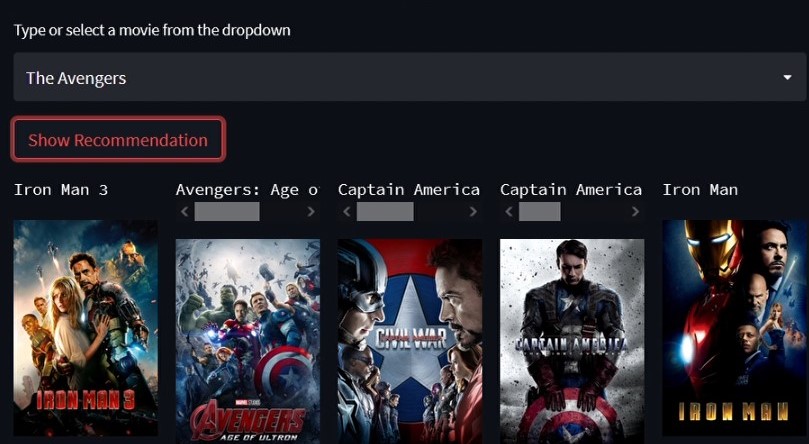 Type or select a movie from the dropdown
The Avengers
Show Recommendation
Iron Man 3
Avengers: Age of
Captain America
Captain America
Iron Man
IRON MAN 3
MARVEL STUDIOS
AVENGERS
AGE OF ULTRON
CIVIL WAR
CAPTAIN AMERICA
IRON MAN